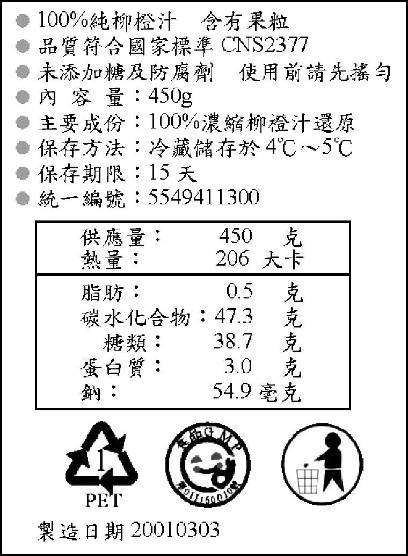 100%純柳橙汁　含有果粒
品質符合國家標準 CNS2377
未添加糖及防腐劑　使用前請先搖勻
內 容 量：450g
主要成份：100%濃縮柳橙汁還原
保存方法：冷藏儲存於 4℃～5℃
保存期限：15 天
統一編號：5549411300
供應量： 450 克
熱量： 206 大卡
脂肪： 0.5 克
碳水化合物：47.3 克
糖類： 38.7 克
蛋白質： 3.0 克
鈉： 54.9 毫克
1
PET
製造日期 20010303